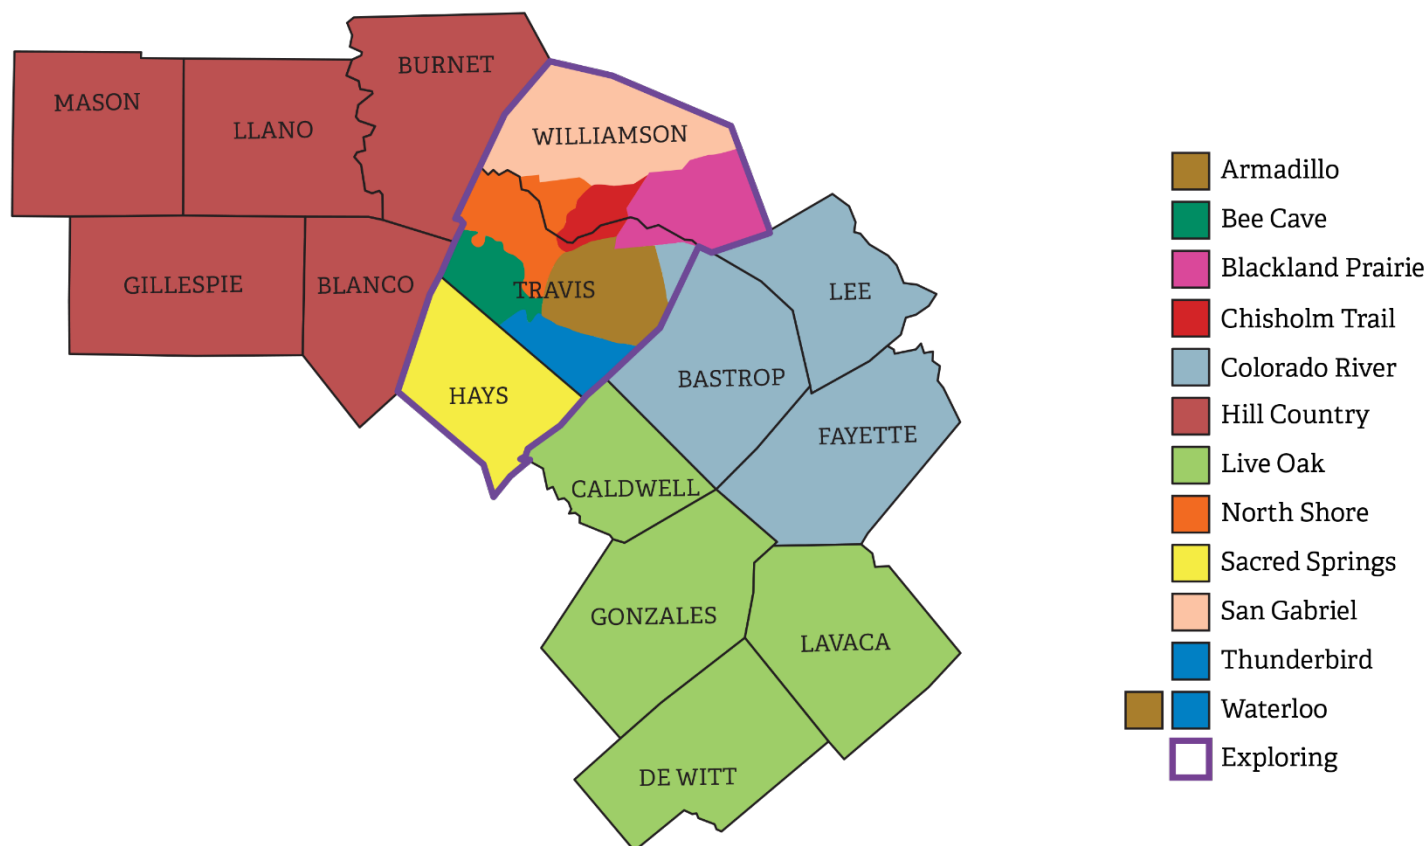 BURNET
MASON
LLANO
WILLIAMSON
GILLESPIE
BLANCO
TRAVIS
LEE
HAYS
BASTROP
FAYETTE
CALDWELL
GONZALES
LAVACA
DE WITT
Armadillo
Bee Cave
Blackland Prairie
Chisholm Trail
Colorado River
Hill Country
Live Oak
North Shore
Sacred Springs
San Gabriel
Thunderbird
Waterloo
Exploring